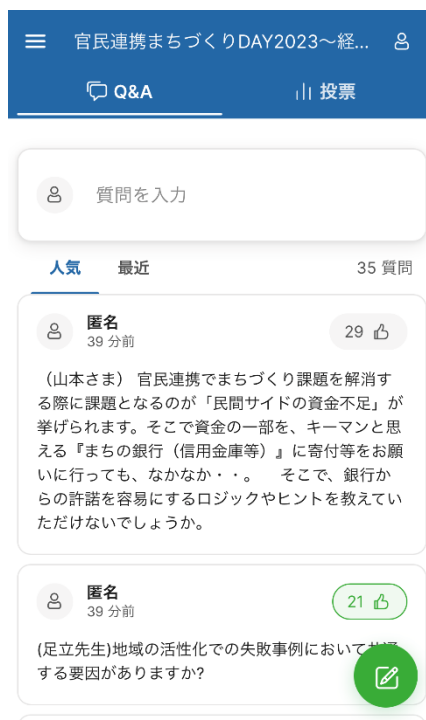 官民連携まちづくりDAY2023〜経...
Q&A
投票
質問を入力
人気
最近
35 質問
匿名
39 分前
29
（山本さま） 官民連携でまちづくり課題を解消す
る際に課題となるのが「民間サイドの資金不足」が
挙げられます。そこで資金の一部を、キーマンと思
える『まちの銀行（信用金庫等）』に寄付等をお願
いに行っても、なかなか・・。　そこで、銀行か
らの許諾を容易にするロジックやヒントを教えてい
ただけないでしょうか。
匿名
39 分前
21
(足立先生)地域の活性化での失敗事例において共通
する要因がありますか?